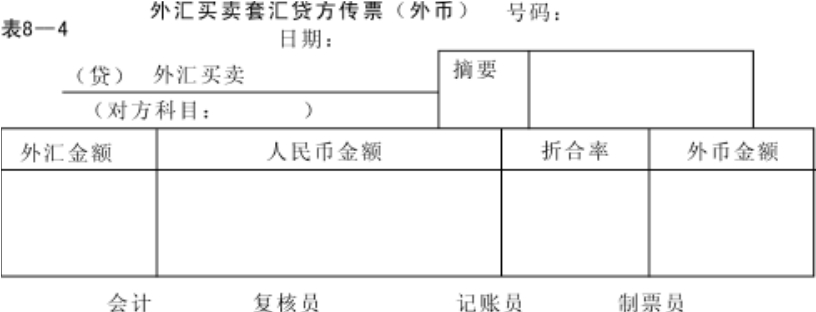 外汇买卖套汇贷方传票（外币） 号码：
表8—4
日期：
（贷） 外汇买卖 摘要
（对方科目： ）
外汇金额 人民币金额 折合率 外币金额
会计 复核员 记账员 制票员